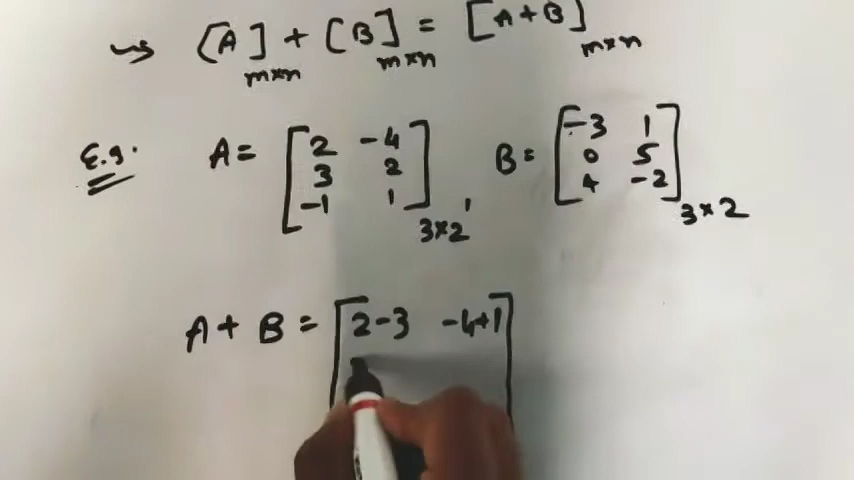 ↝ [A]m×n + [B]m×n = [A+B]m×n
E.g. A = [2 -4; 3 2; -1 1]3×2, B = [-3 1; 0 5; 4 -2]3×2
A + B = [2-3 -4+1